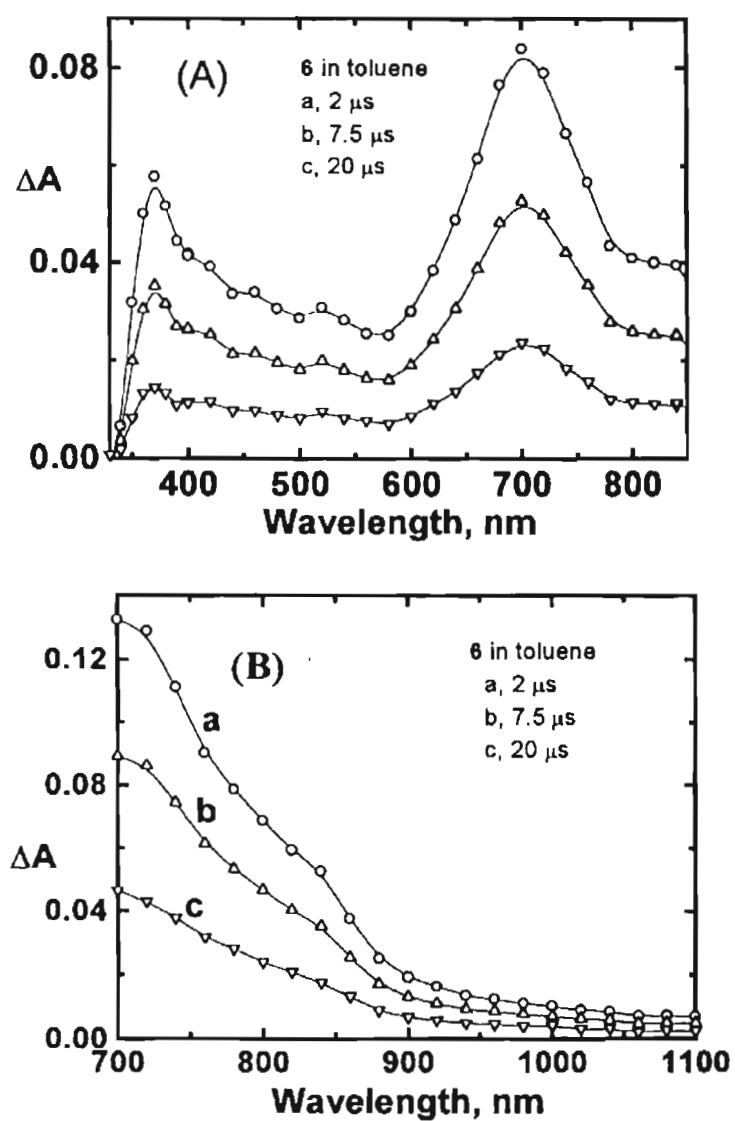 0.08
(A)
6 in toluene
a, 2 μs
b, 7.5 μs
c, 20 μs
ΔA
0.04
0.00
400 500 600 700 800
Wavelength, nm
0.12
(B)
6 in toluene
a, 2 μs
b, 7.5 μs
c, 20 μs
a
0.08
b
ΔA
c
0.04
0.00
700 800 900 1000 1100
Wavelength, nm